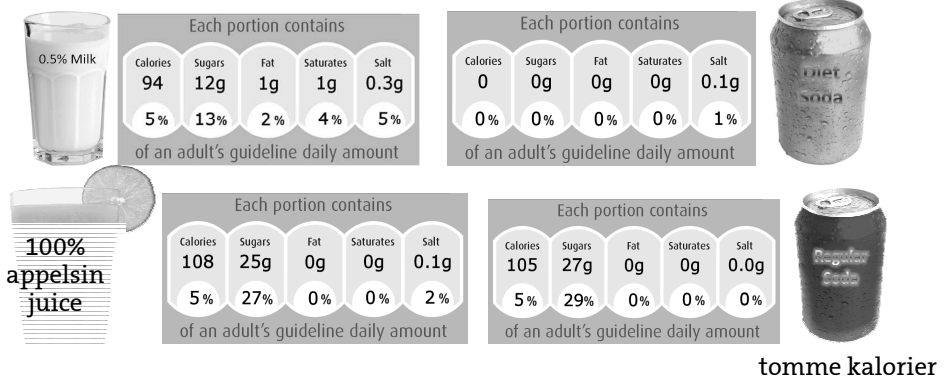 0.5% Milk
Each portion contains
Calories Sugars Fat Saturates Salt
94 12g 1g 1g 0.3g
5% 13% 2% 4% 5%
of an adult's guideline daily amount
Each portion contains
Calories Sugars Fat Saturates Salt
0 0g 0g 0g 0.1g
0% 0% 0% 0% 1%
of an adult's guideline daily amount
Diet
Soda
100%
appelsin
juice
Each portion contains
Calories Sugars Fat Saturates Salt
108 25g 0g 0g 0.1g
5% 27% 0% 0% 2%
of an adult's guideline daily amount
Each portion contains
Calories Sugars Fat Saturates Salt
105 27g 0g 0g 0.0g
5% 29% 0% 0% 0%
of an adult's guideline daily amount
Regular
Soda
tomme kalorier